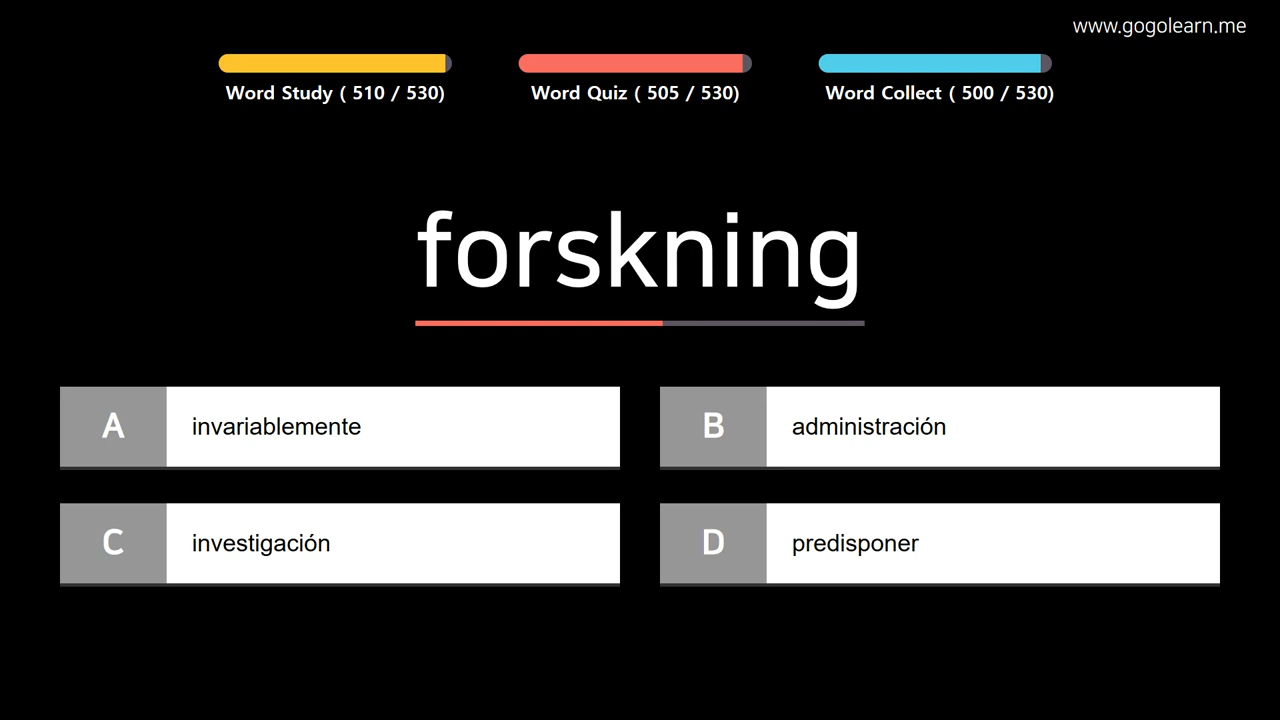 www.gogolearn.me
Word Study ( 510 / 530)
Word Quiz ( 505 / 530)
Word Collect ( 500 / 530)
forskning
A invariablemente
B administración
C investigación
D predisponer